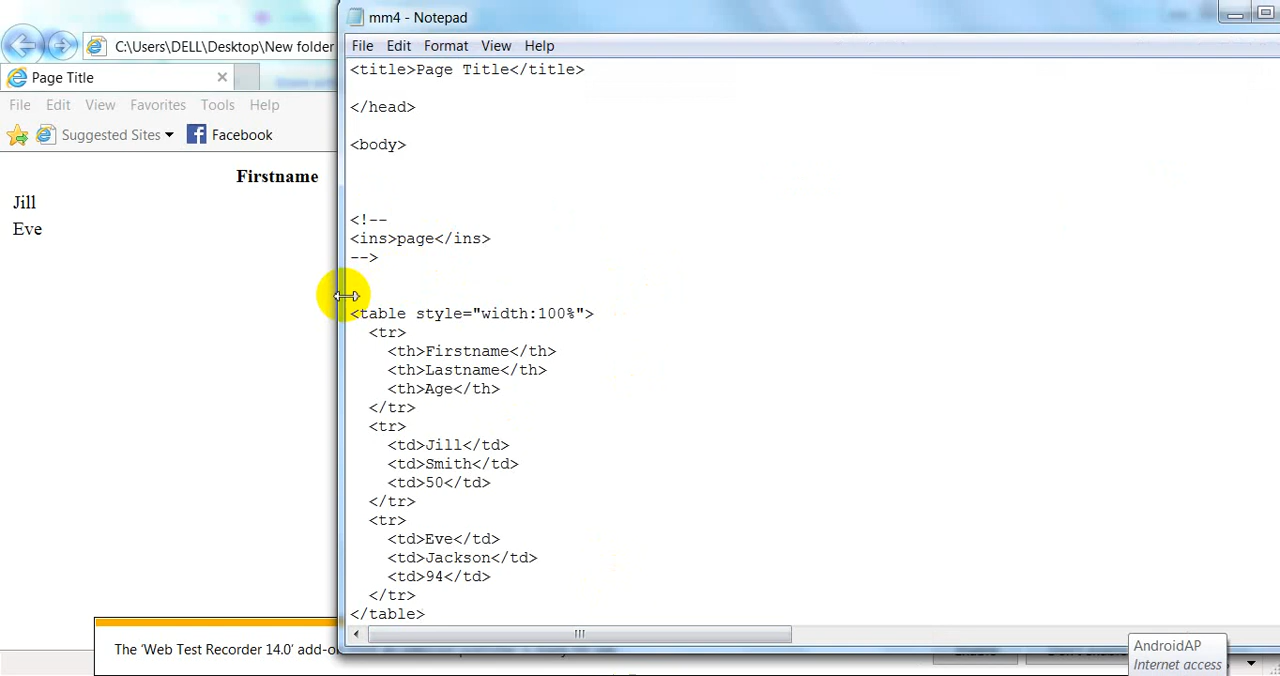 mm4 - Notepad
C:\Users\DELL\Desktop\New folder
File Edit Format View Help
Page Title
<title>Page Title</title>
File Edit View Favorites Tools Help
</head>
Suggested Sites Facebook
<body>
Firstname
Jill
Eve
<!--
<ins>page</ins>
-->
<table style="width:100%">
<tr>
<th>Firstname</th>
<th>Lastname</th>
<th>Age</th>
</tr>
<tr>
<td>Jill</td>
<td>Smith</td>
<td>50</td>
</tr>
<tr>
<td>Eve</td>
<td>Jackson</td>
<td>94</td>
</tr>
</table>
The 'Web Test Recorder 14.0' add-o
AndroidAP
Internet access